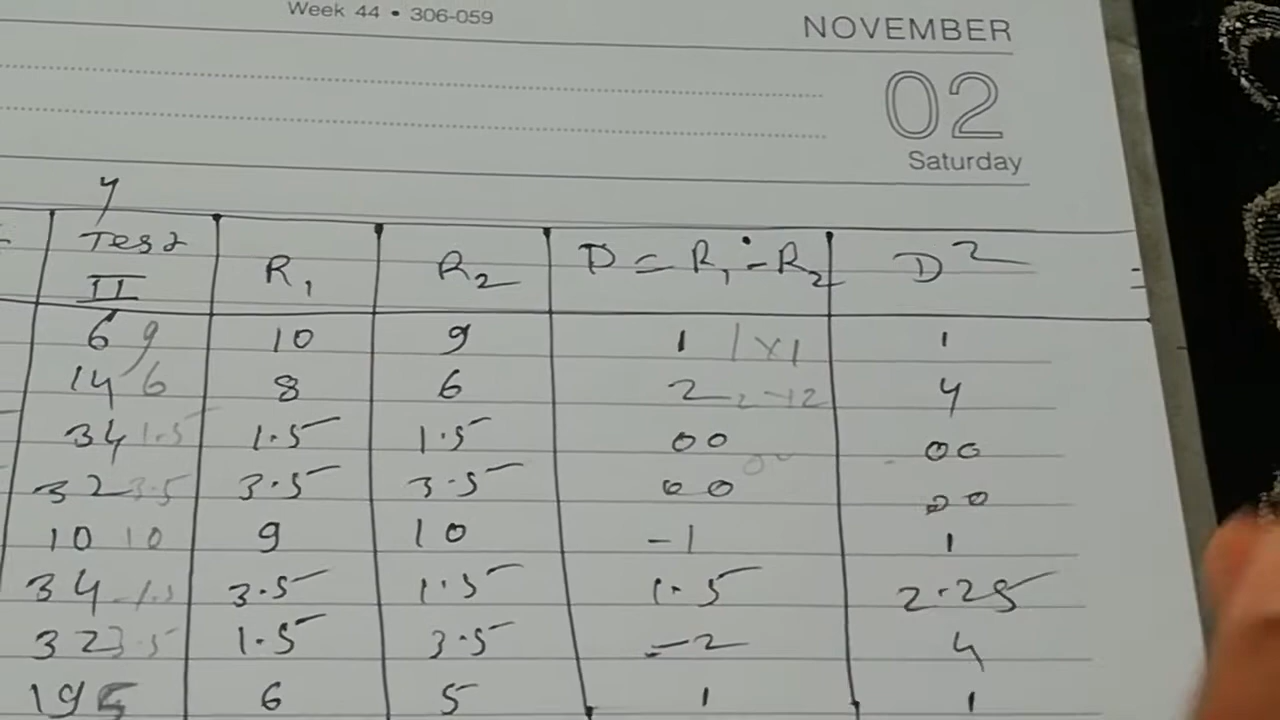 Week 44 • 306-059
NOVEMBER
02
Saturday
y
Test II R1 R2 D = R1 - R2 D2 =
6 9 10 9 1 1x1 1
14 6 8 6 2 4
34 1.5 1.5 1.5 00 00
32 3.5 3.5 3.5 00 00
10 10 9 10 -1 1
34 1.5 3.5 1.5 1.5 2.25
32 3.5 1.5 3.5 -2 4
19 5 6 5 1 1